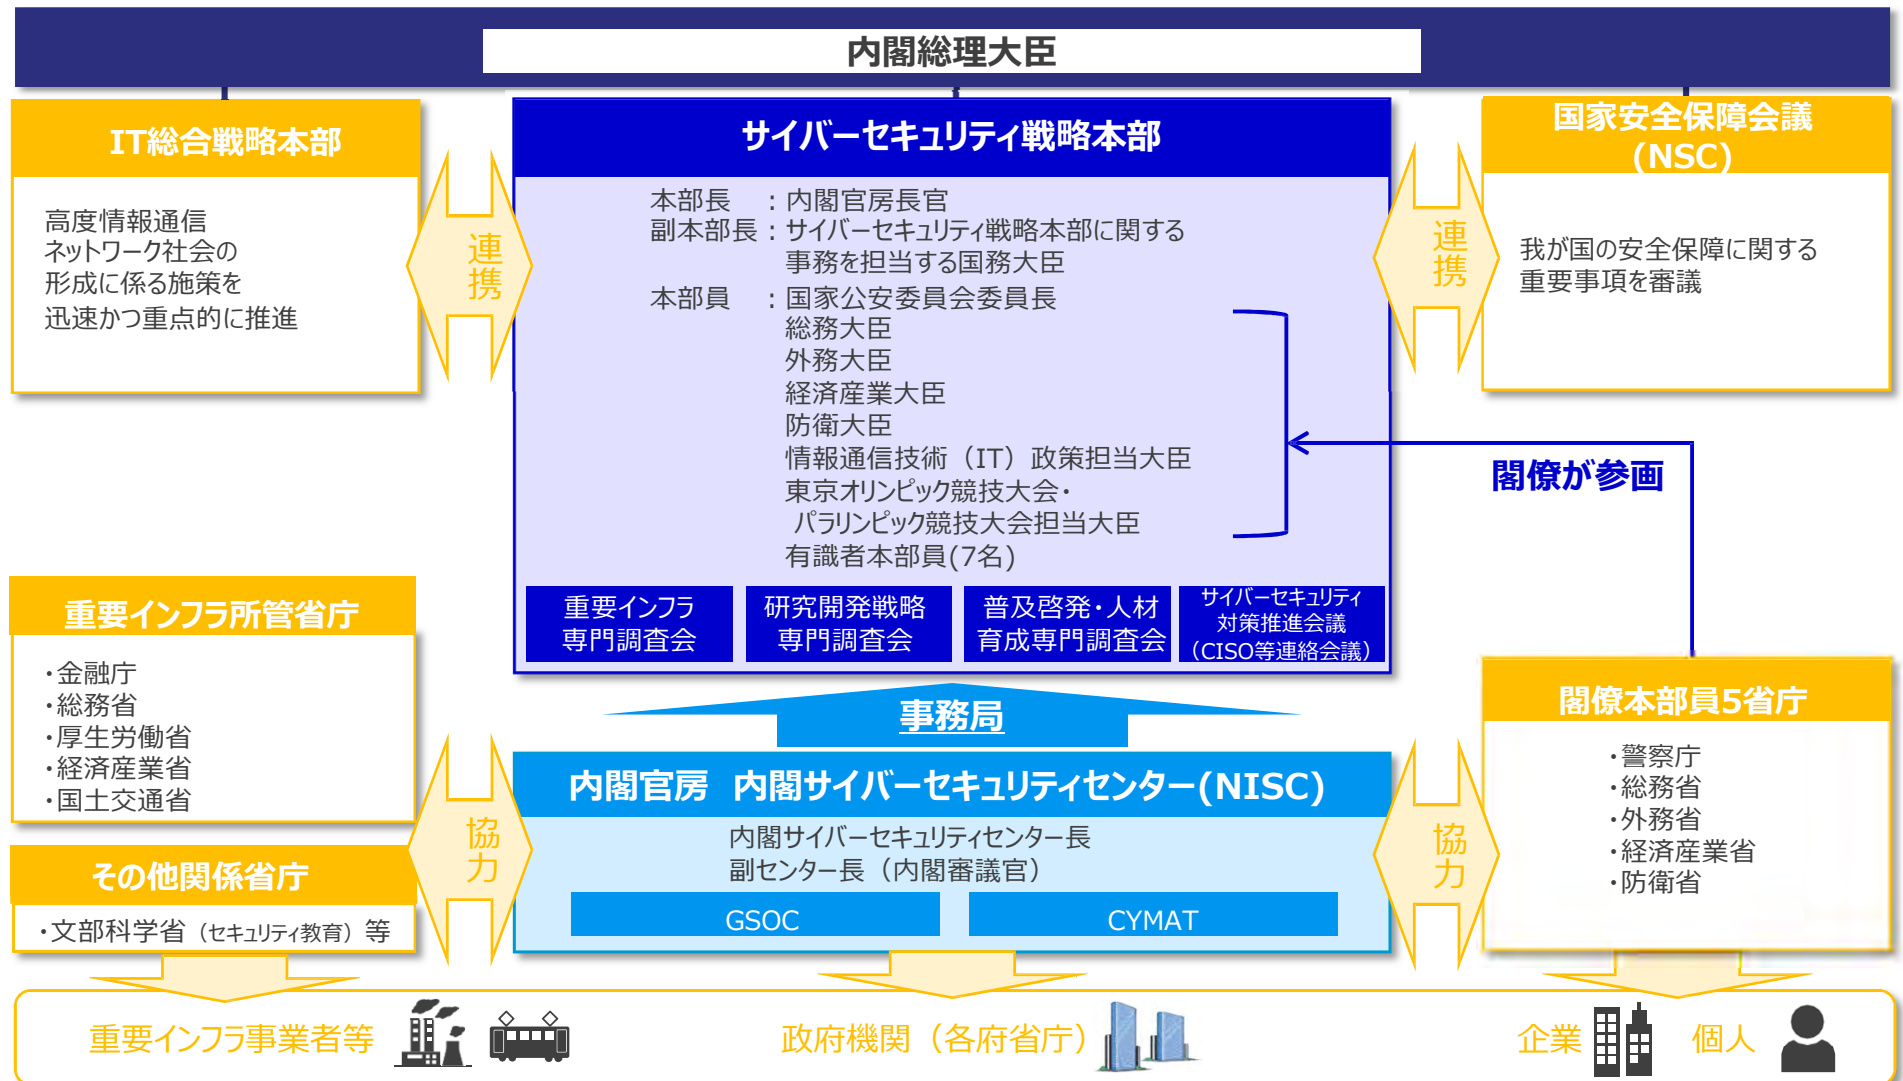 内閣総理大臣
IT総合戦略本部
高度情報通信
ネットワーク社会の
形成に係る施策を
迅速かつ重点的に推進
連携
サイバーセキュリティ戦略本部
本部長 ：内閣官房長官
副本部長：サイバーセキュリティ戦略本部に関する
事務を担当する国務大臣
本部員 ：国家公安委員会委員長
総務大臣
外務大臣
経済産業大臣
防衛大臣
情報通信技術（IT）政策担当大臣
東京オリンピック競技大会・
パラリンピック競技大会担当大臣
有識者本部員(7名)
重要インフラ
専門調査会
研究開発戦略
専門調査会
普及啓発・人材
育成専門調査会
サイバーセキュリティ
対策推進会議
（CISO等連絡会議）
連携
国家安全保障会議
(NSC)
我が国の安全保障に関する
重要事項を審議
閣僚が参画
重要インフラ所管省庁
・金融庁
・総務省
・厚生労働省
・経済産業省
・国土交通省
その他関係省庁
・文部科学省（セキュリティ教育）等
協力
事務局
内閣官房 内閣サイバーセキュリティセンター(NISC)
内閣サイバーセキュリティセンター長
副センター長（内閣審議官）
GSOC
CYMAT
協力
閣僚本部員5省庁
・警察庁
・総務省
・外務省
・経済産業省
・防衛省
重要インフラ事業者等
政府機関（各府省庁）
企業
個人